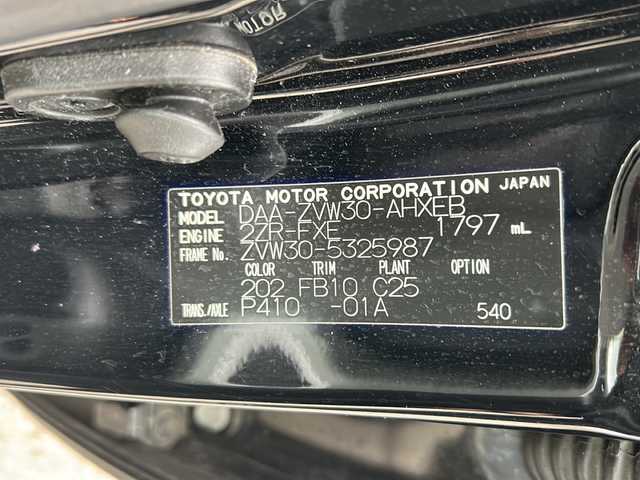 MOTOR
TOYOTA MOTOR CORPORATION JAPAN
MODEL DAA-ZVW30-AHXEB
ENGINE 2ZR-FXE 1797 mL
FRAME No. ZVW30-5325987
COLOR TRIM PLANT OPTION
202 FB10 C25
TRANS./AXLE P410 -01A 540